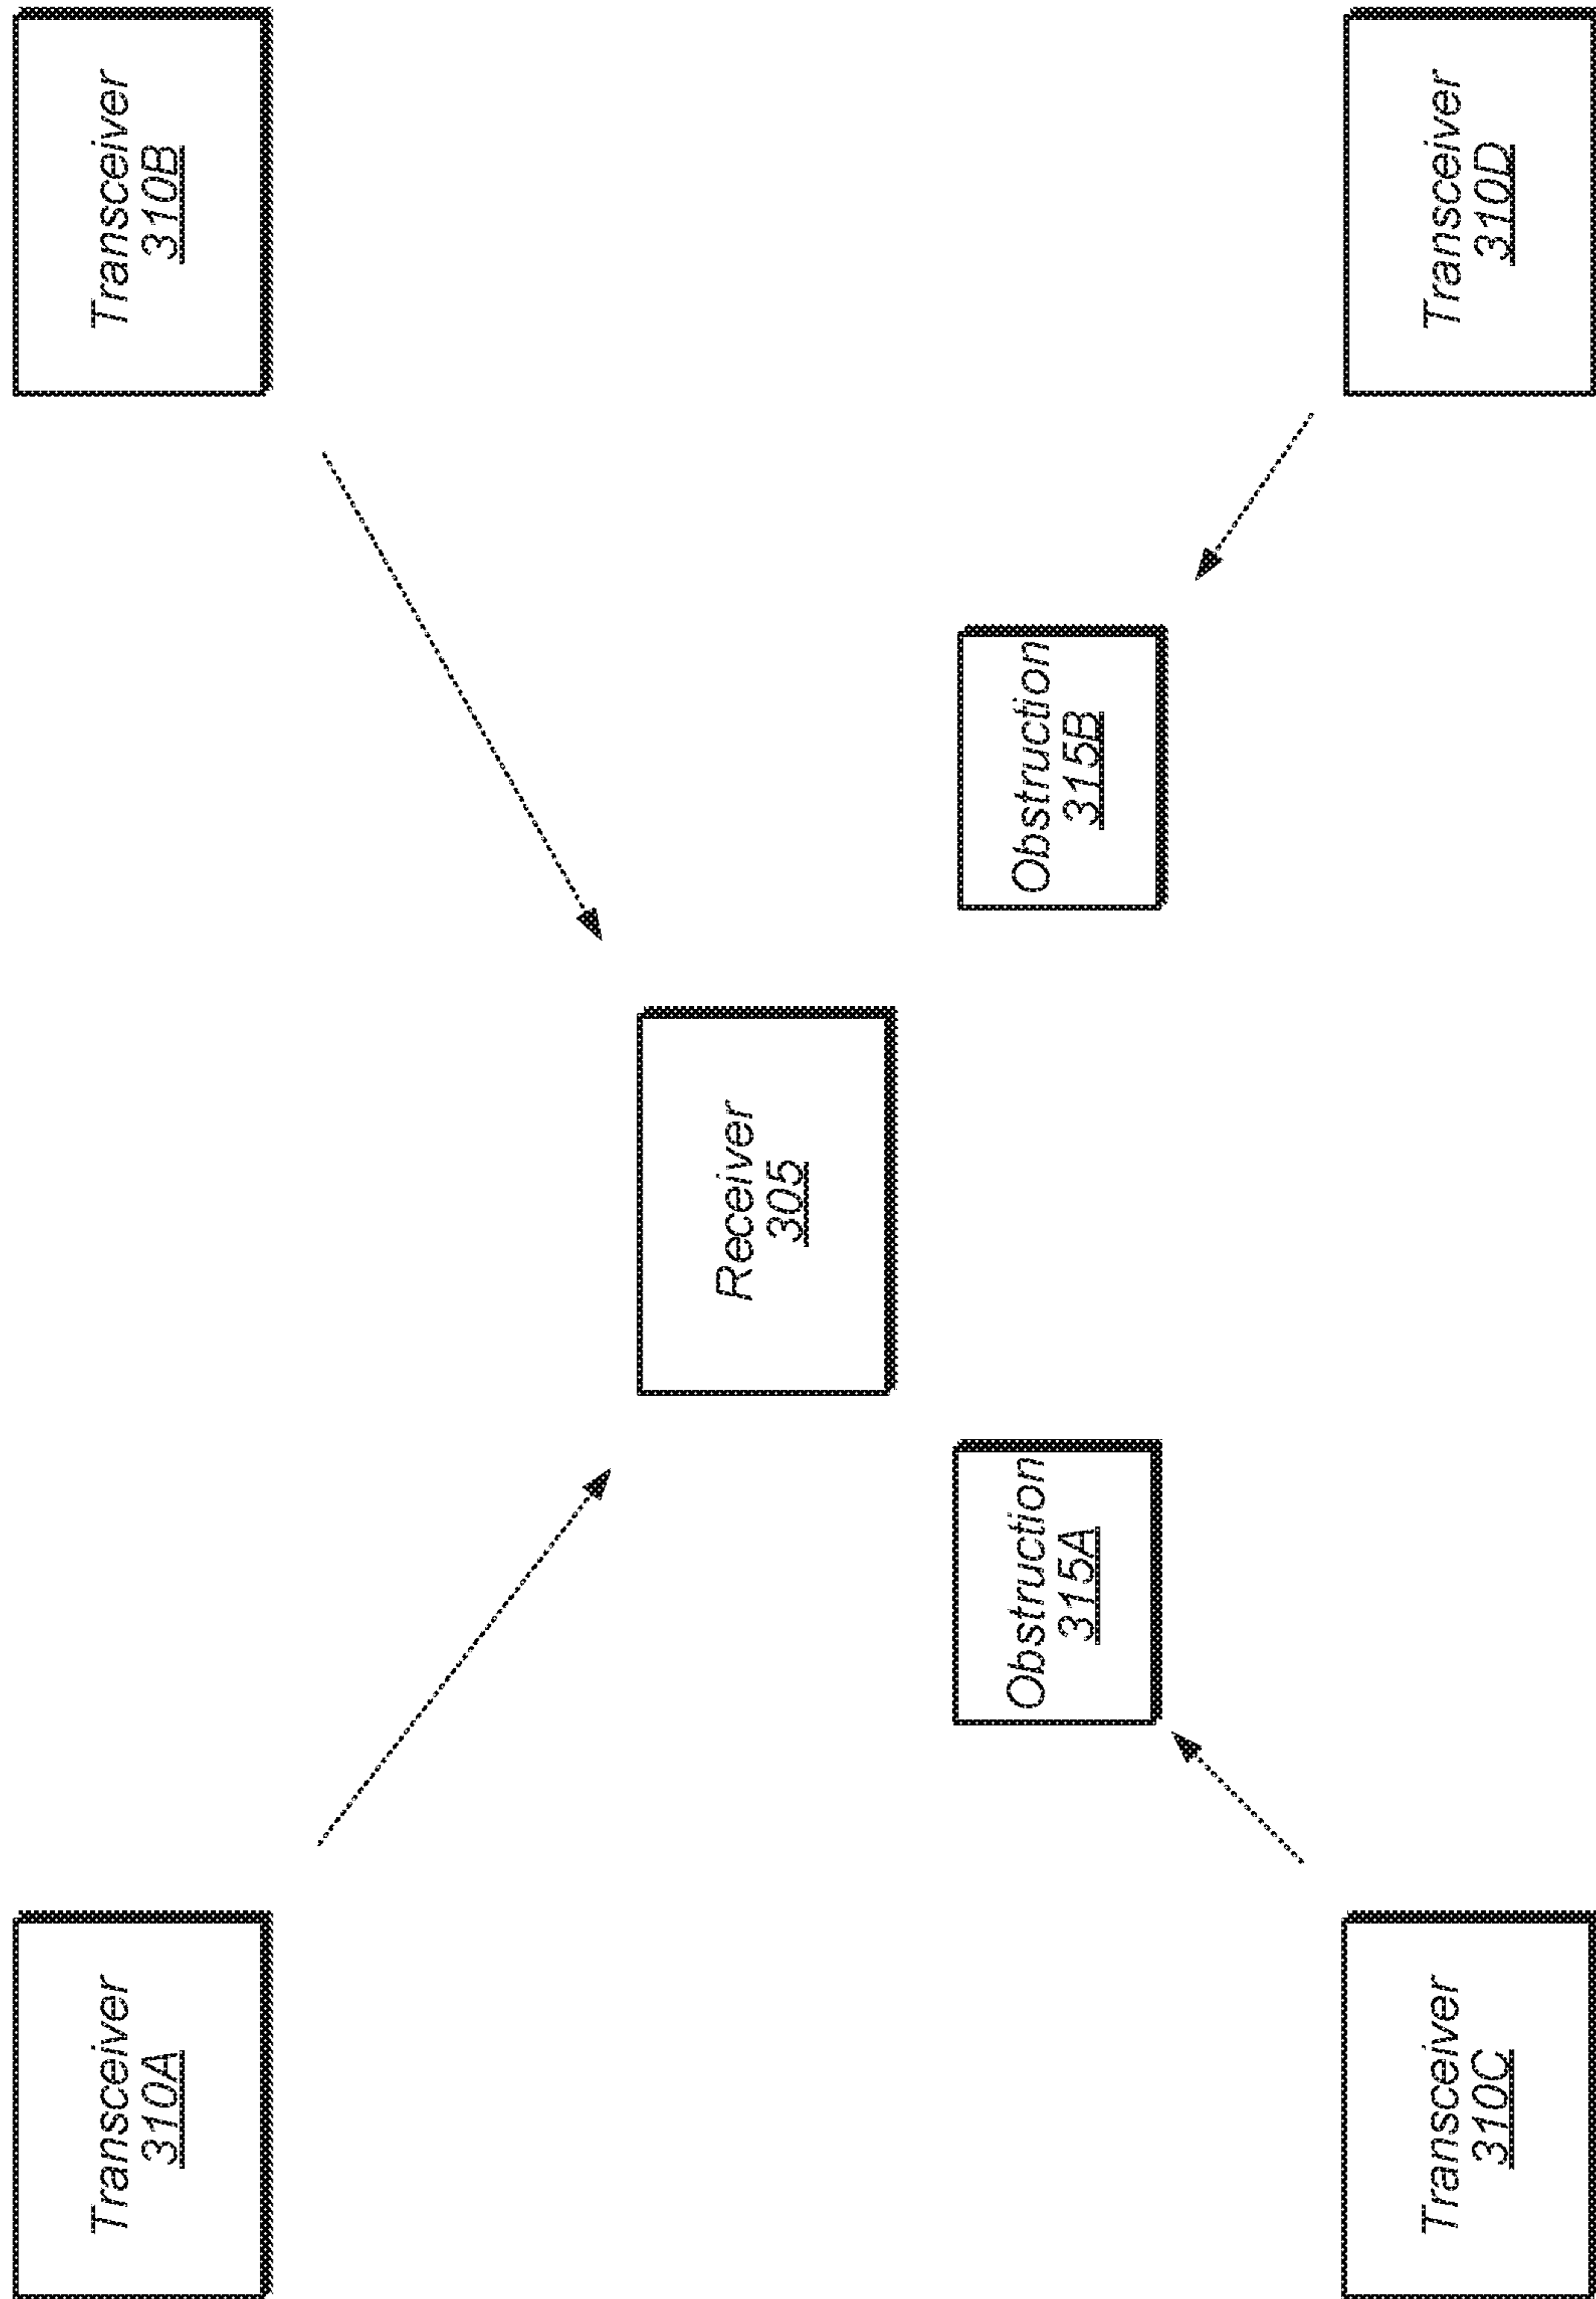 Transceiver
310A
Transceiver
310B
Receiver
305
Obstruction
315A
Obstruction
315B
Transceiver
310C
Transceiver
310D